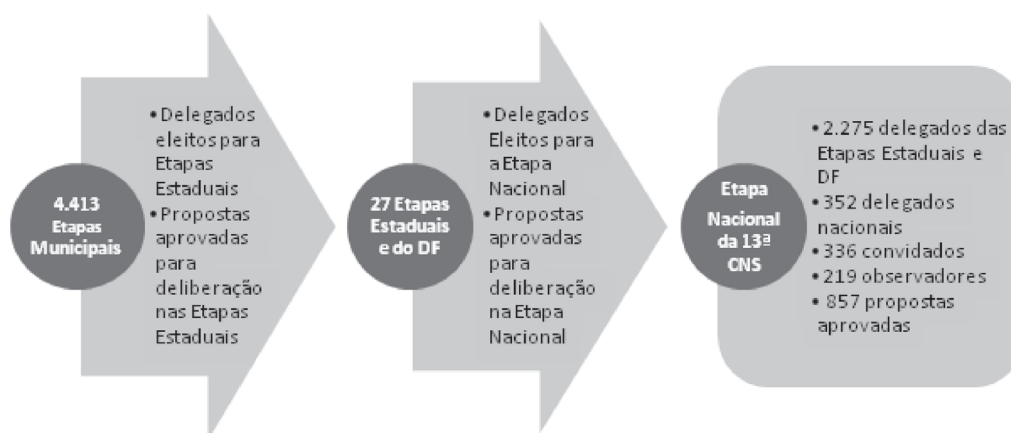 4.413
Etapas
Municipais
• Delegados
eleitos para
Etapas
Estaduais
• Propostas
aprovadas
para
deliberação
nas Etapas
Estaduais
27 Etapas
Estaduais
e do DF
• Delegados
Eleitos para
a Etapa
Nacional
• Propostas
aprovadas
para
deliberação
na Etapa
Nacional
Etapa
Nacional
da 13ª
CNS
• 2.275 delegados das
Etapas Estaduais e
DF
• 352 delegados
nacionais
• 336 convidados
• 219 observadores
• 857 propostas
aprovadas